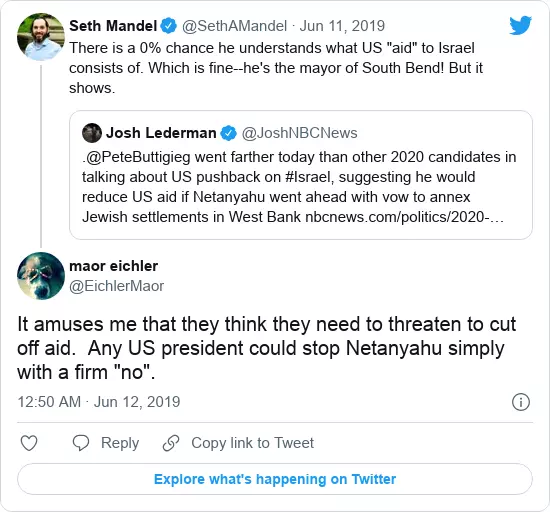 Seth Mandel @SethAMandel · Jun 11, 2019
There is a 0% chance he understands what US "aid" to Israel
consists of. Which is fine--he's the mayor of South Bend! But it
shows.
Josh Lederman @JoshNBCNews
.@PeteButtigieg went farther today than other 2020 candidates in
talking about US pushback on #Israel, suggesting he would
reduce US aid if Netanyahu went ahead with vow to annex
Jewish settlements in West Bank nbcnews.com/politics/2020-…
maor eichler
@EichlerMaor
It amuses me that they think they need to threaten to cut
off aid.  Any US president could stop Netanyahu simply
with a firm "no".
12:50 AM · Jun 12, 2019
Reply Copy link to Tweet
Explore what's happening on Twitter